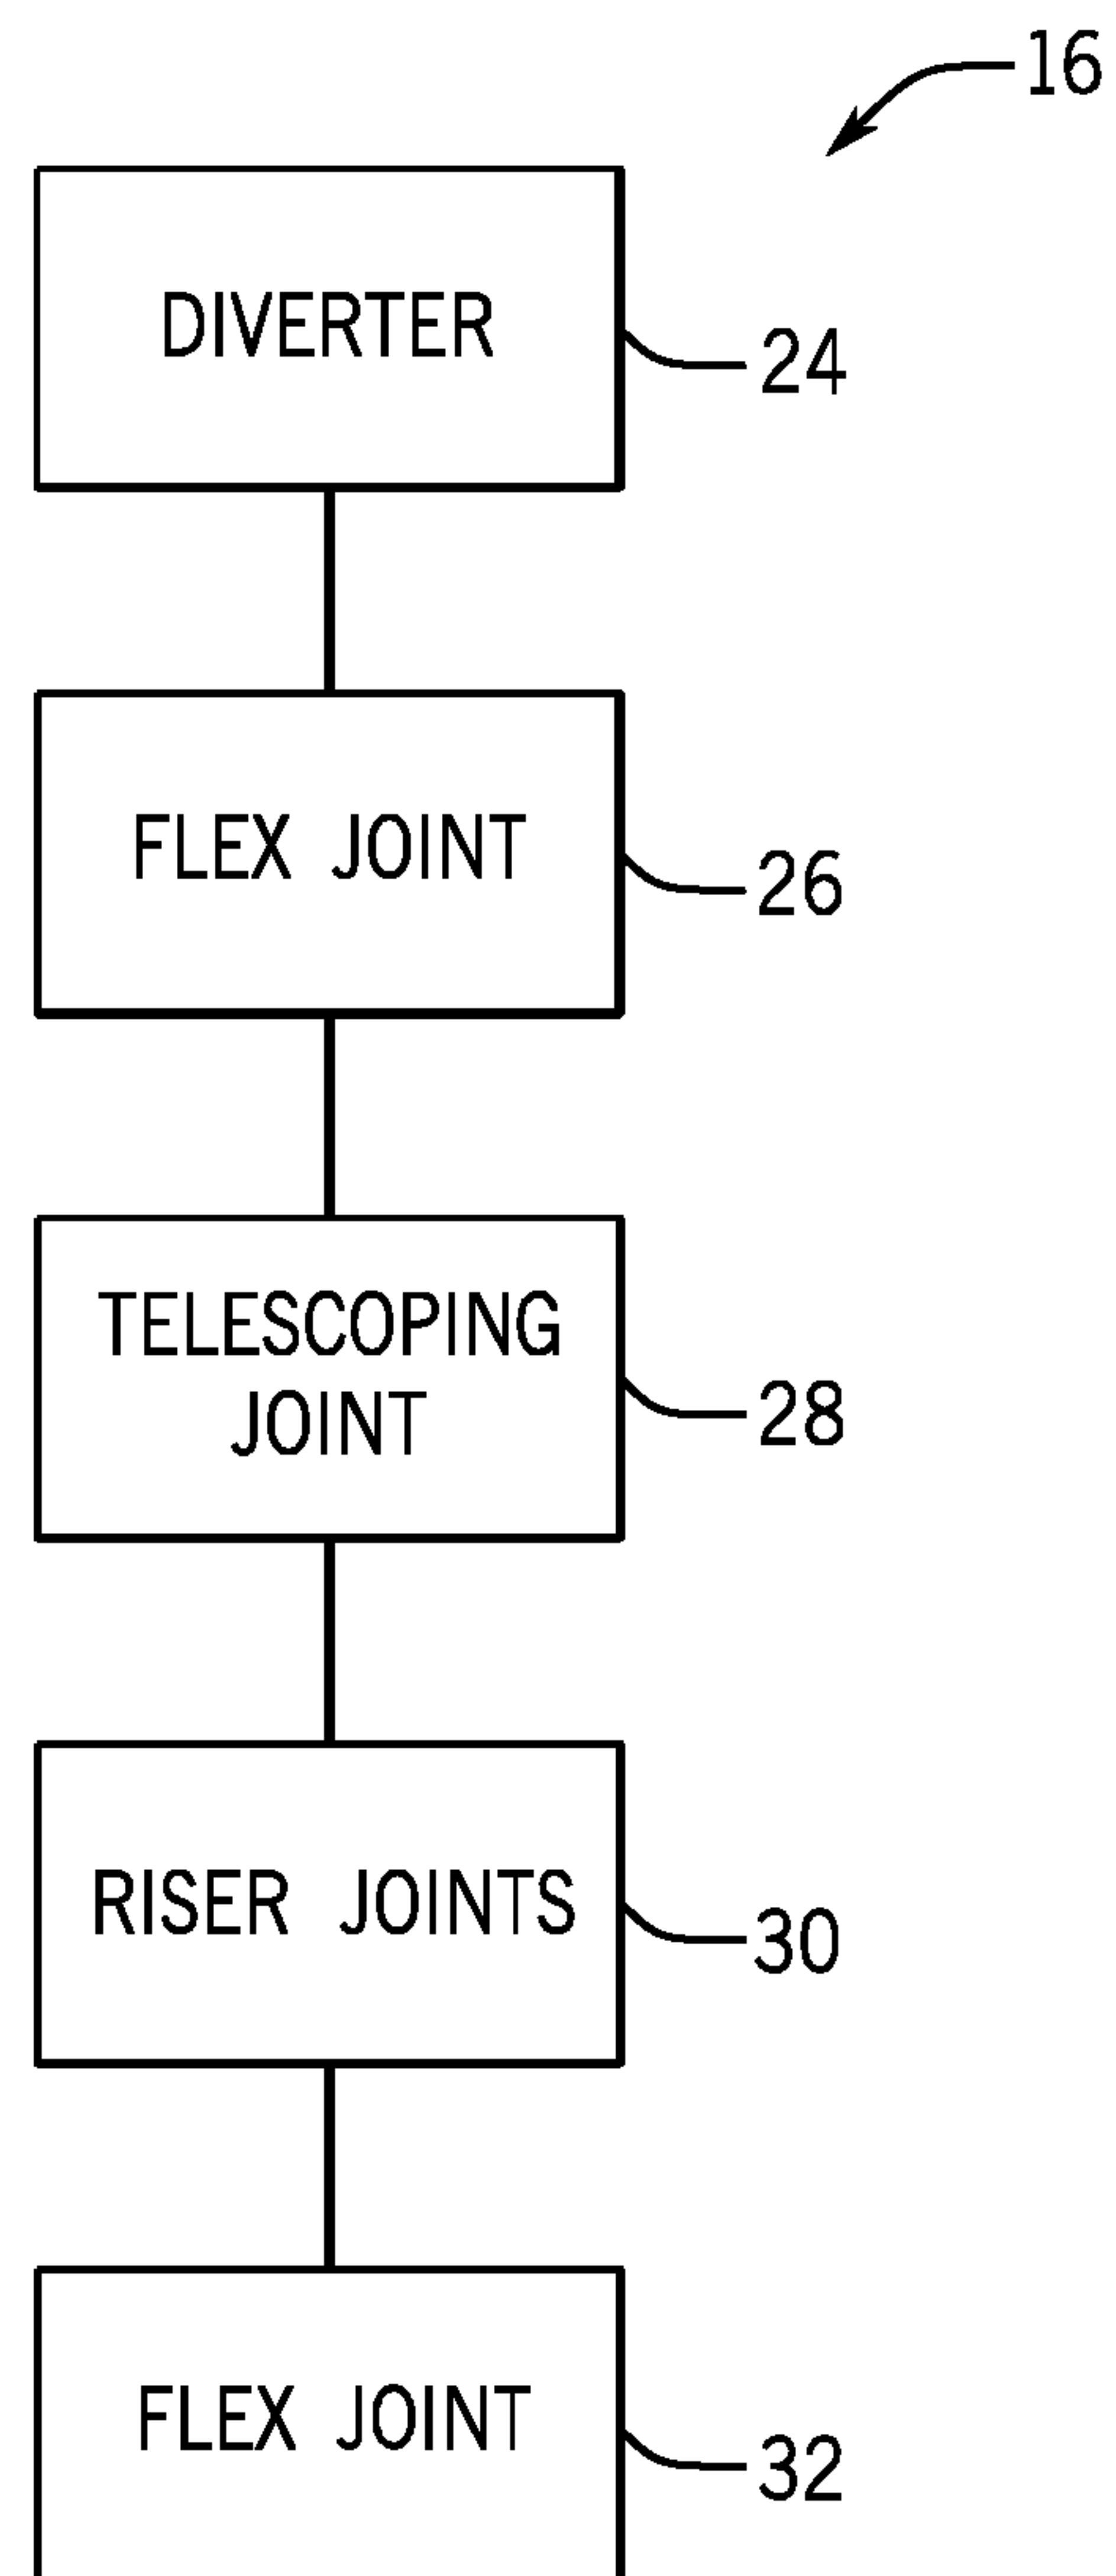 16
DIVERTER
24
FLEX JOINT
26
TELESCOPING
JOINT
28
RISER JOINTS
30
FLEX JOINT
32